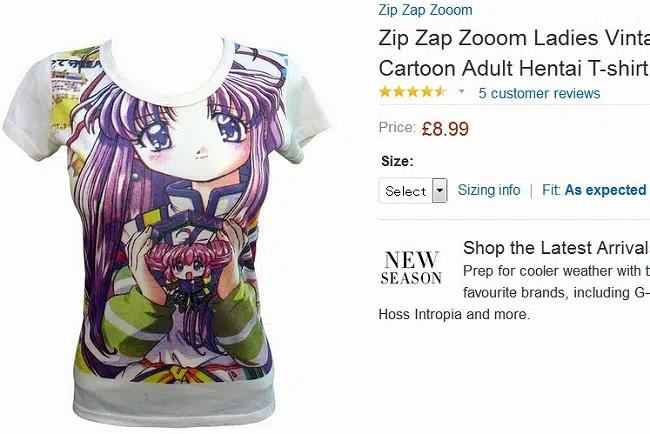 Zip Zap Zooom
Zip Zap Zooom Ladies Vinta
Cartoon Adult Hentai T-shirt
5 customer reviews
Price: £8.99
Size:
Select Sizing info | Fit: As expected
NEW
SEASON
Shop the Latest Arrival
Prep for cooler weather with t
favourite brands, including G-
Hoss Intropia and more.